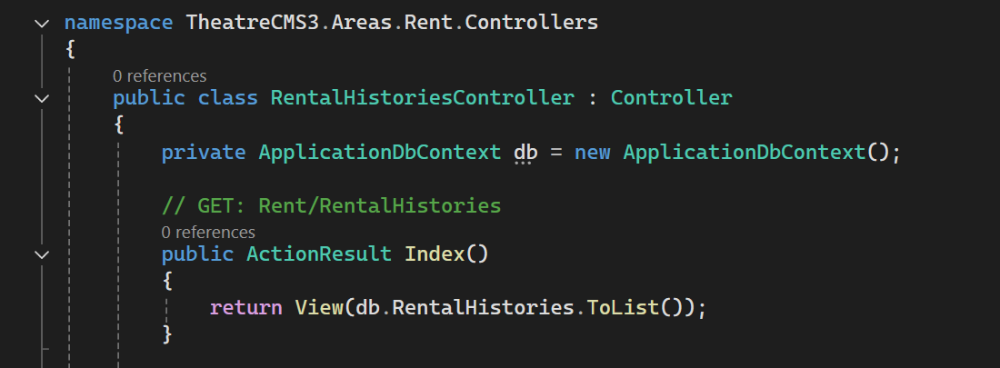 namespace TheatreCMS3.Areas.Rent.Controllers
{
0 references
public class RentalHistoriesController : Controller
{
private ApplicationDbContext db = new ApplicationDbContext();
// GET: Rent/RentalHistories
0 references
public ActionResult Index()
{
return View(db.RentalHistories.ToList());
}